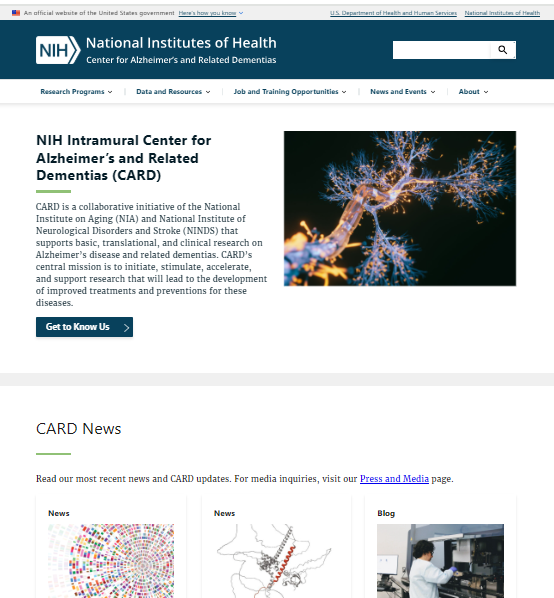 An official website of the United States government Here's how you know
U.S. Department of Health and Human Services National Institutes of Health
NIH National Institutes of Health
Center for Alzheimer's and Related Dementias
Research Programs Data and Resources Job and Training Opportunities News and Events About
NIH Intramural Center for
Alzheimer's and Related
Dementias (CARD)
CARD is a collaborative initiative of the National
Institute on Aging (NIA) and National Institute of
Neurological Disorders and Stroke (NINDS) that
supports basic, translational, and clinical research on
Alzheimer's disease and related dementias. CARD's
central mission is to initiate, stimulate, accelerate,
and support research that will lead to the development
of improved treatments and preventions for these
diseases.
Get to Know Us
CARD News
Read our most recent news and CARD updates. For media inquiries, visit our Press and Media page.
News
News
Blog